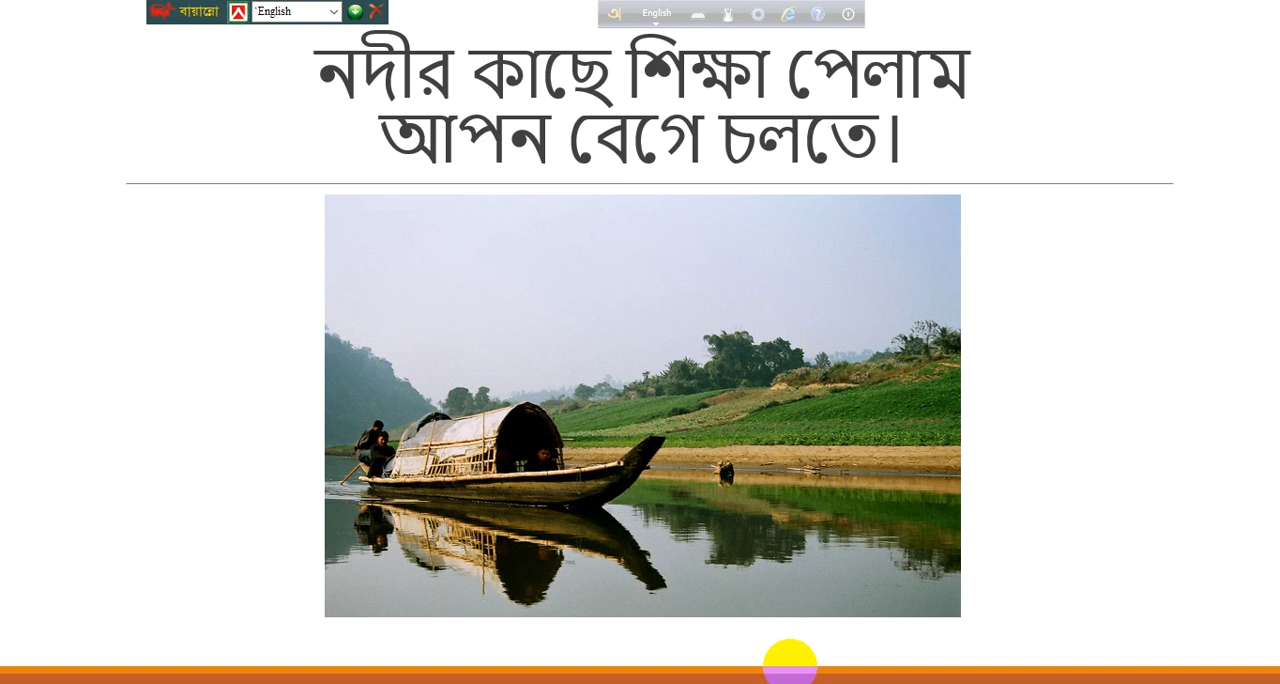 বায়ান্নো
`English
অ
English
নদীর কাছে শিক্ষা পেলাম
আপন বেগে চলতে।